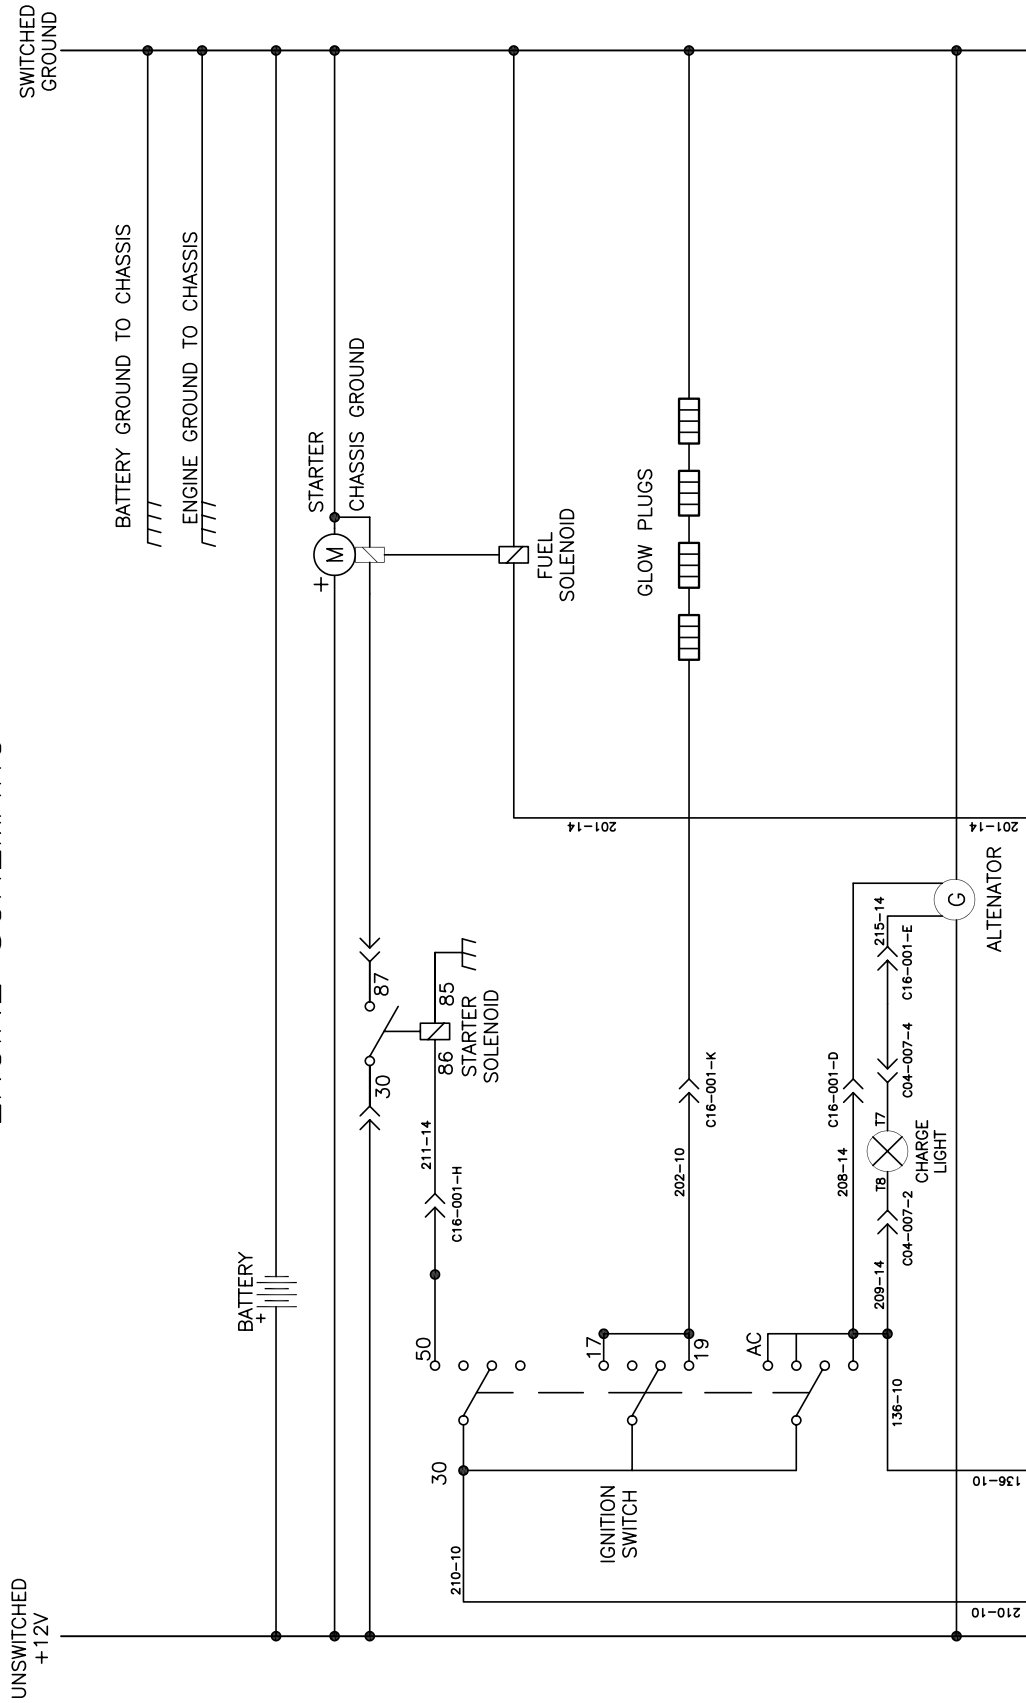 SWITCHED
GROUND
BATTERY GROUND TO CHASSIS
ENGINE GROUND TO CHASSIS
STARTER
CHASSIS GROUND
+
M
FUEL
SOLENOID
GLOW PLUGS
201-14
201-14
G
ALTENATOR
215-14
C16-001-E
87
30
85
86
STARTER
SOLENOID
211-14
C16-001-H
C16-001-K
202-10
C16-001-D
208-14
C04-007-4
T7
T8
CHARGE
LIGHT
C04-007-2
209-14
BATTERY
+
50
17
19
AC
136-10
136-10
30
IGNITION
SWITCH
210-10
210-10
UNSWITCHED
+12V